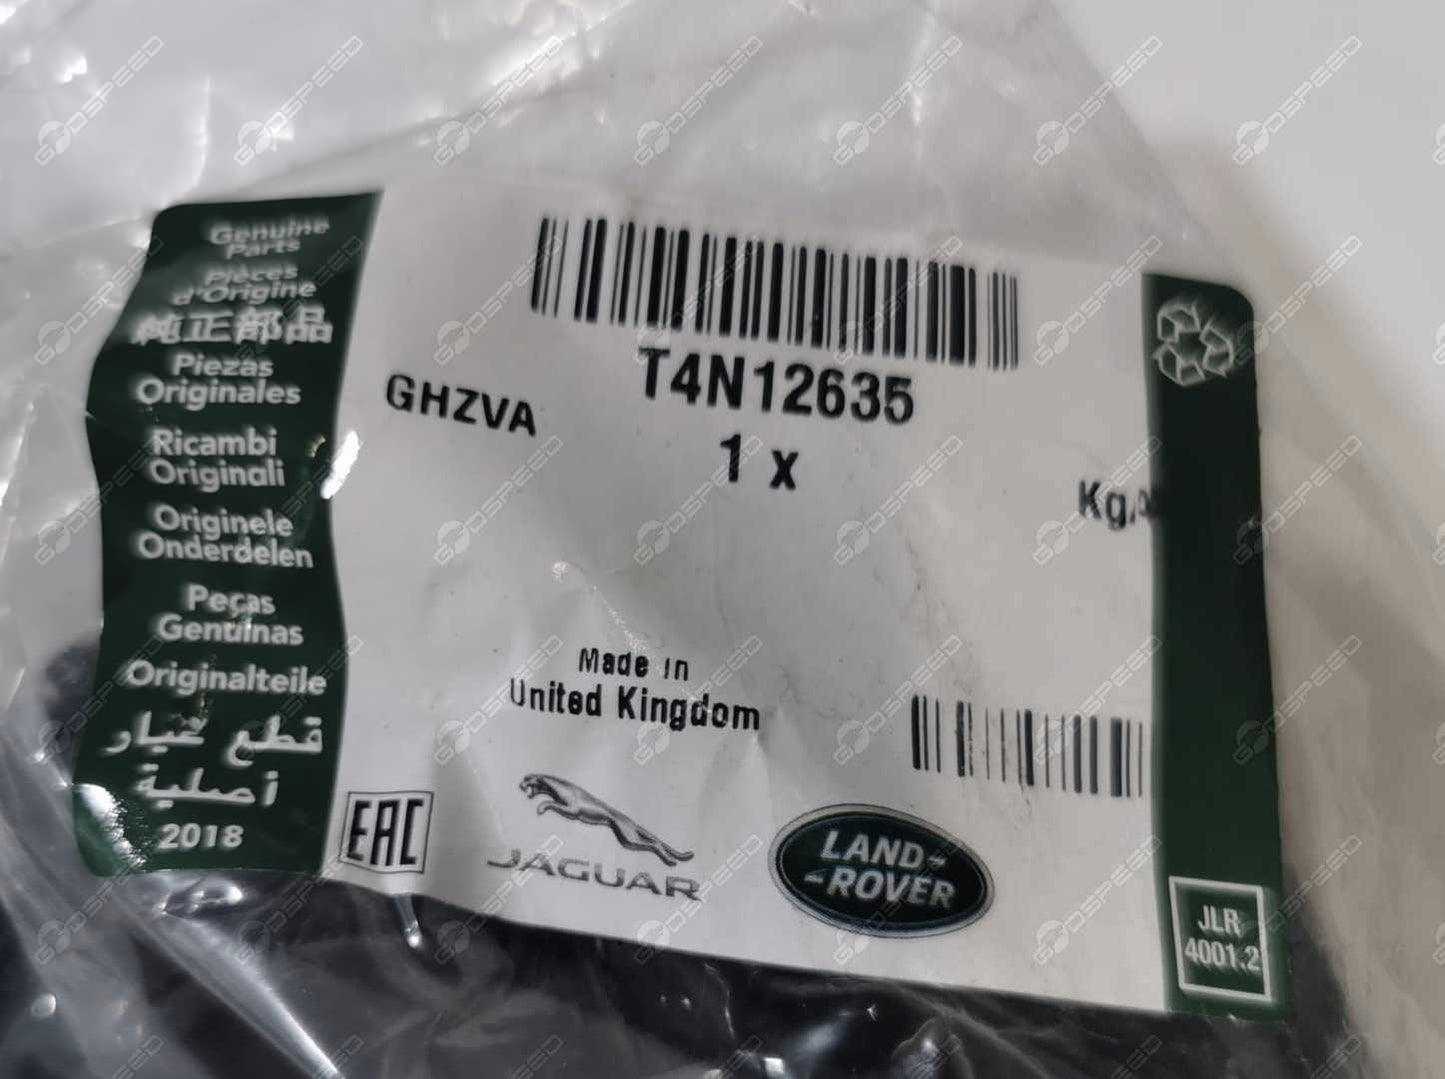 Genuine
Parts
Pièces
d'Origine
純正部品
Piezas
Originales
Ricambi
Originali
Originele
Onderdelen
Peças
Genuínas
Originalteile
قطع غيار
أصلية
2018
T4N12635
GHZVA
1 x
Kg
Made in
United Kingdom
EAC
JAGUAR
LAND-
-ROVER
JLR
4001.2
GODSPEED